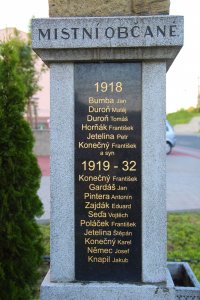 MÍSTNÍ OBČANÉ
1918
Bumba Jan
Duroň Matěj
Duroň Tomáš
Horňák František
Jetelina Petr
Konečný František
a syn
1919 - 32
Konečný František
Gardáš Jan
Pintera Antonín
Zajdák Eduard
Seďa Vojtěch
Poláček František
Jetelina Štěpán
Konečný Karel
Němec Josef
Knapil Jakub